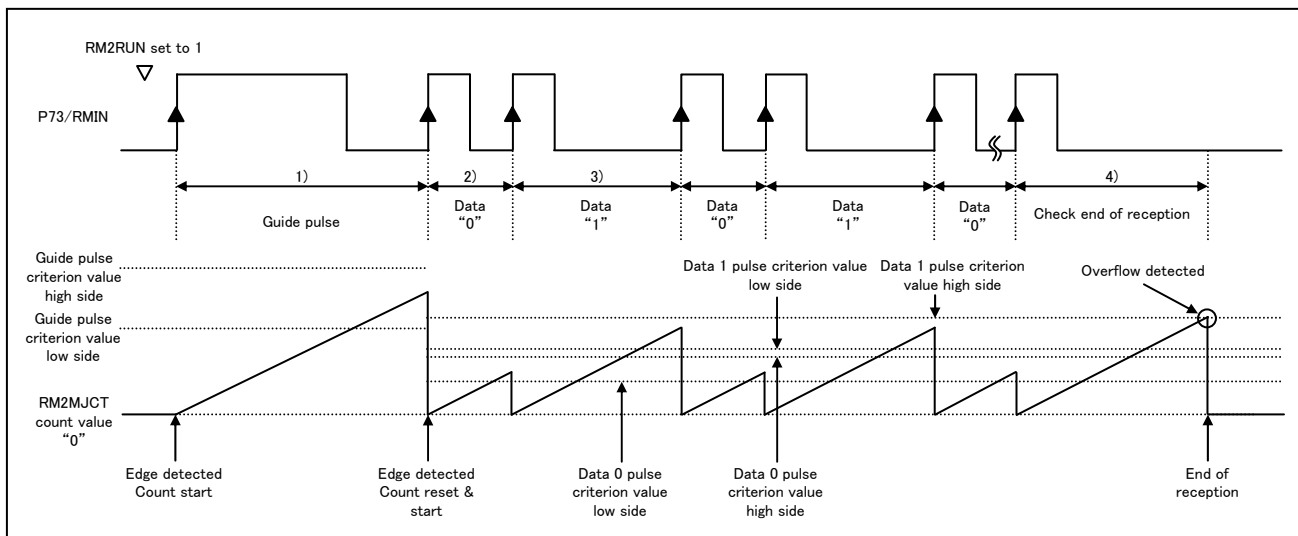 RM2RUN set to 1
P73/RMIN
1)
2)
3)
4)
Guide pulse
Data
“0”
Data
“1”
Data
“0”
Data
“1”
Data
“0”
Check end of reception
Guide pulse
criterion value
high side
Guide pulse
criterion value
low side
Data 1 pulse criterion value
low side
Data 1 pulse criterion
value high side
Overflow detected
RM2MJCT
count value
“0”
Edge detected
Count start
Edge detected
Count reset &
start
Data 0 pulse
criterion value
low side
Data 0 pulse
criterion value
high side
End of
reception